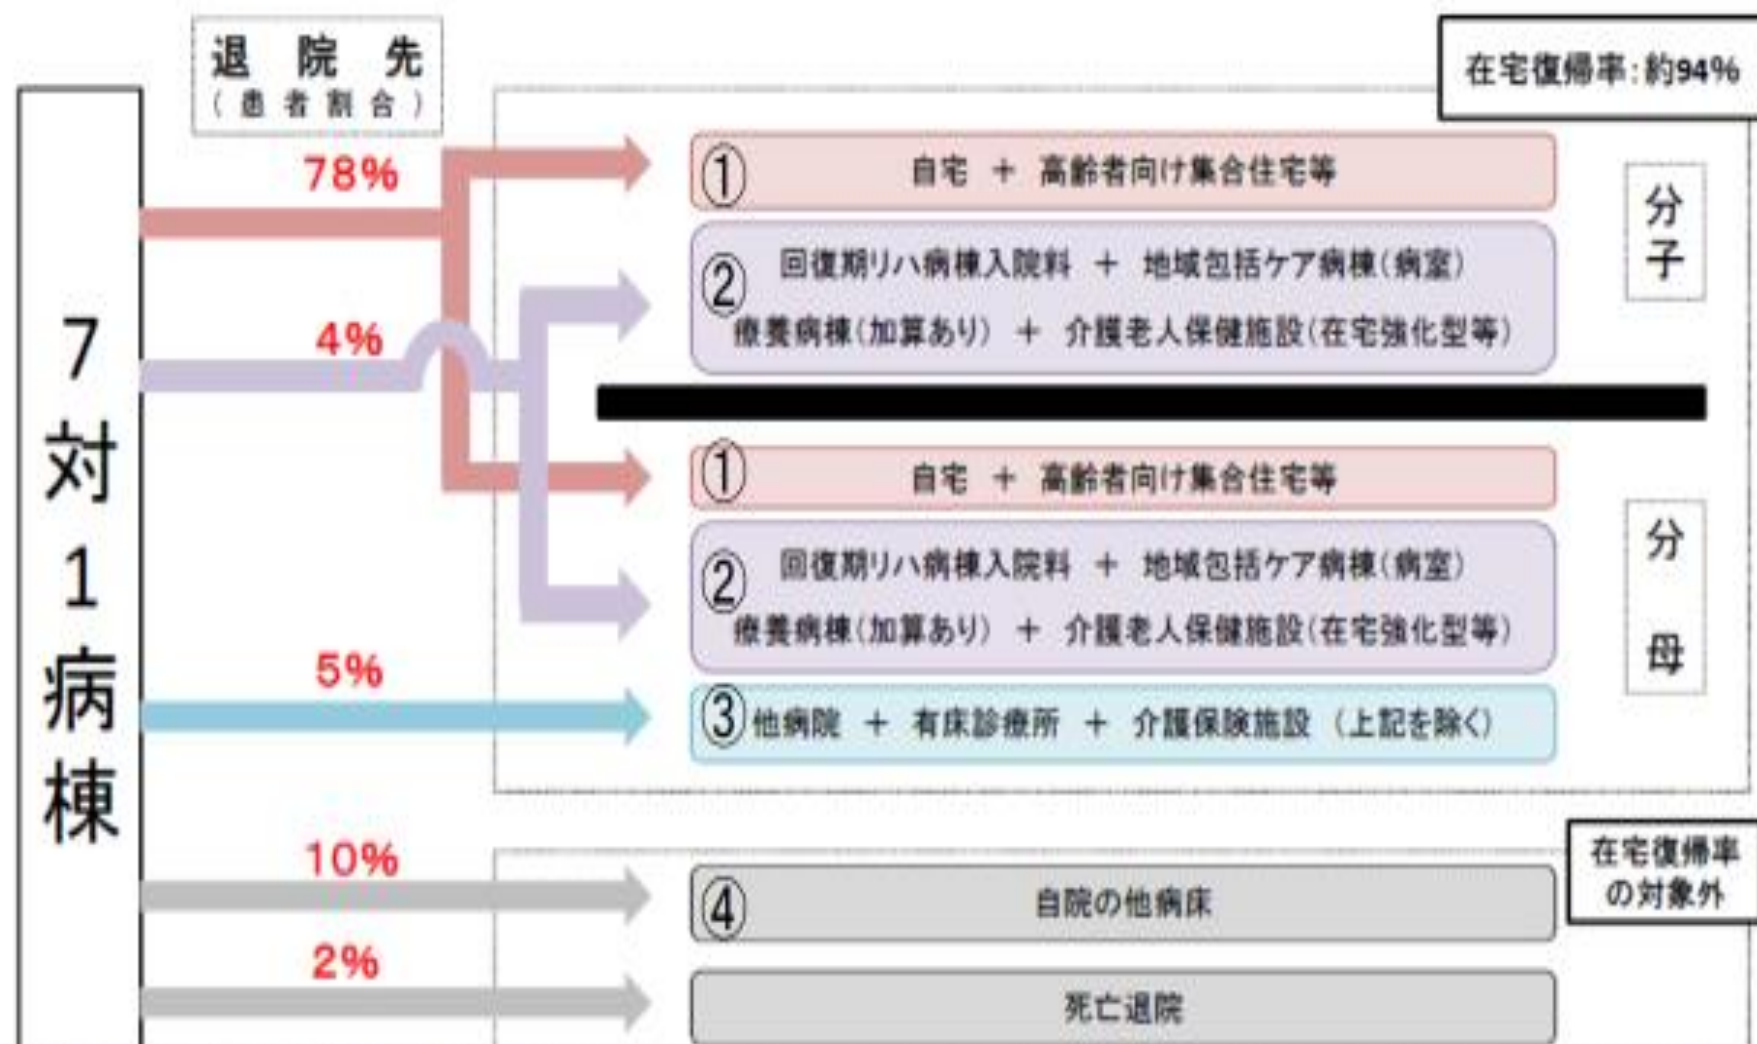 退院先
(患者割合)
在宅復帰率:約94%
7対1病棟
78%
① 自宅 + 高齢者向け集合住宅等
分子
4%
② 回復期リハ病棟入院料 + 地域包括ケア病棟(病室)
療養病棟(加算あり) + 介護老人保健施設(在宅強化型等)
① 自宅 + 高齢者向け集合住宅等
分母
② 回復期リハ病棟入院料 + 地域包括ケア病棟(病室)
療養病棟(加算あり) + 介護老人保健施設(在宅強化型等)
5%
③ 他病院 + 有床診療所 + 介護保険施設 (上記を除く)
在宅復帰率
の対象外
10%
④ 自院の他病床
2%
死亡退院